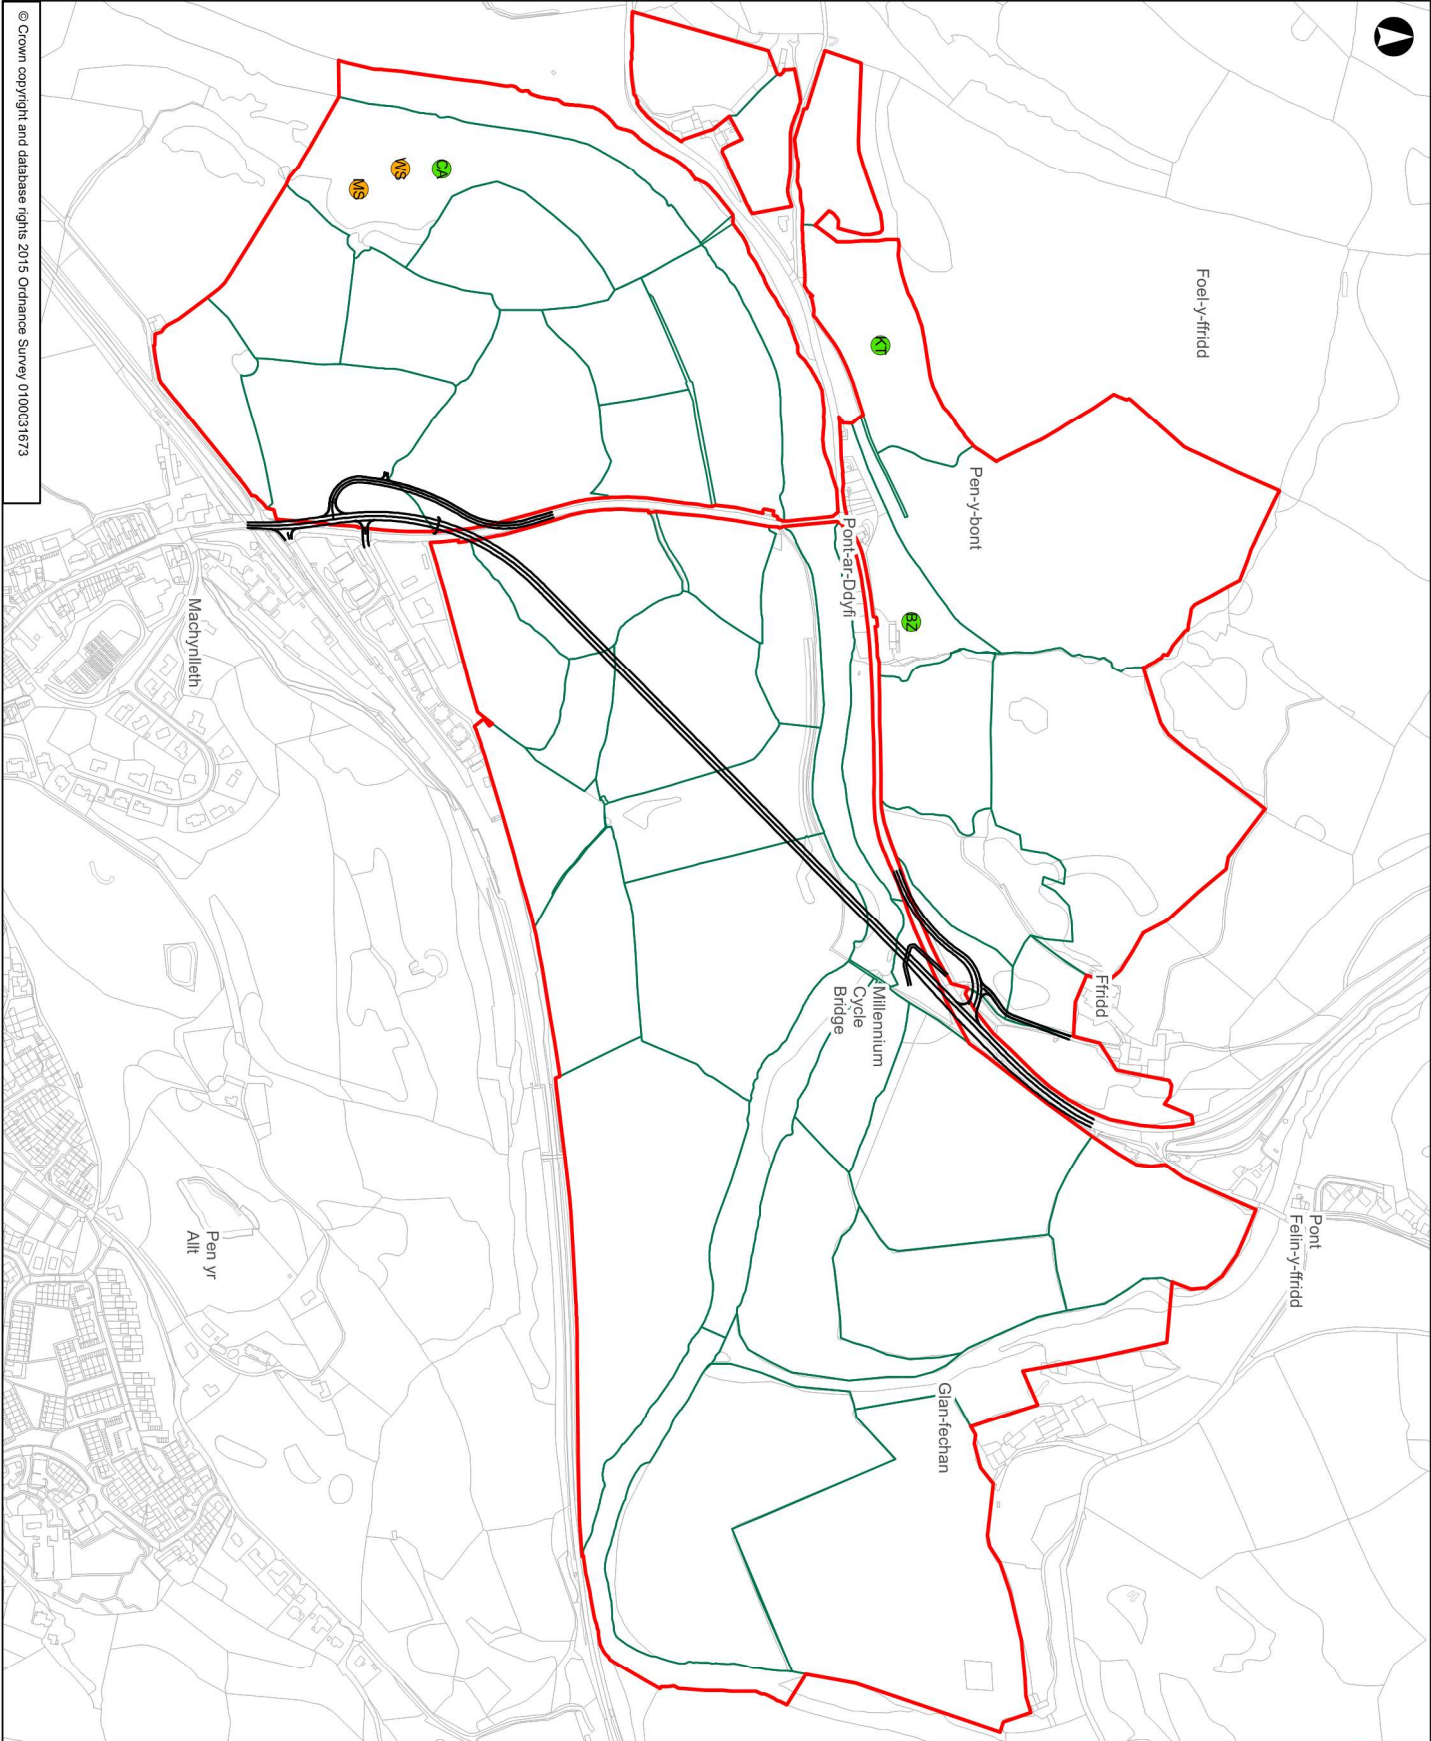 Foel-y-ffridd
Pen-y-bont
Pont-ar-Ddyfi
Machynlleth
Ffridd
Millennium
Cycle
Bridge
Pont
Felin-y-ffridd
Pen yr
Allt
Glan-fechan
KT
BZ
CA
WS
MS
© Crown copyright and database rights 2015 Ordnance Survey 0100031673